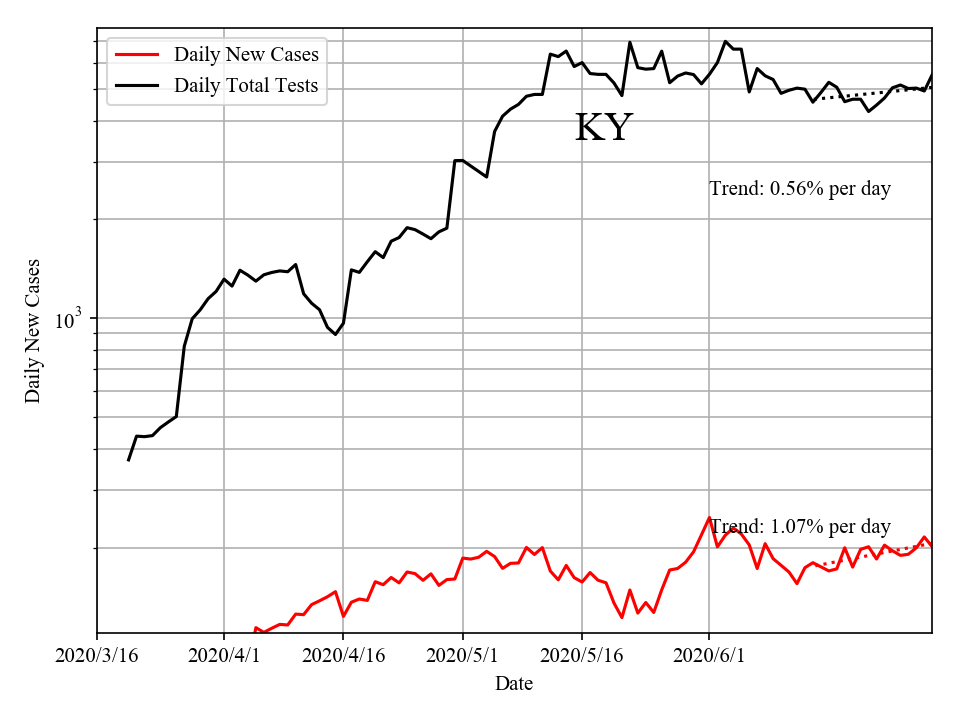 Daily New Cases
Daily Total Tests
KY
Trend: 0.56% per day
Daily New Cases
10³
Trend: 1.07% per day
2020/3/16 2020/4/1 2020/4/16 2020/5/1 2020/5/16 2020/6/1
Date